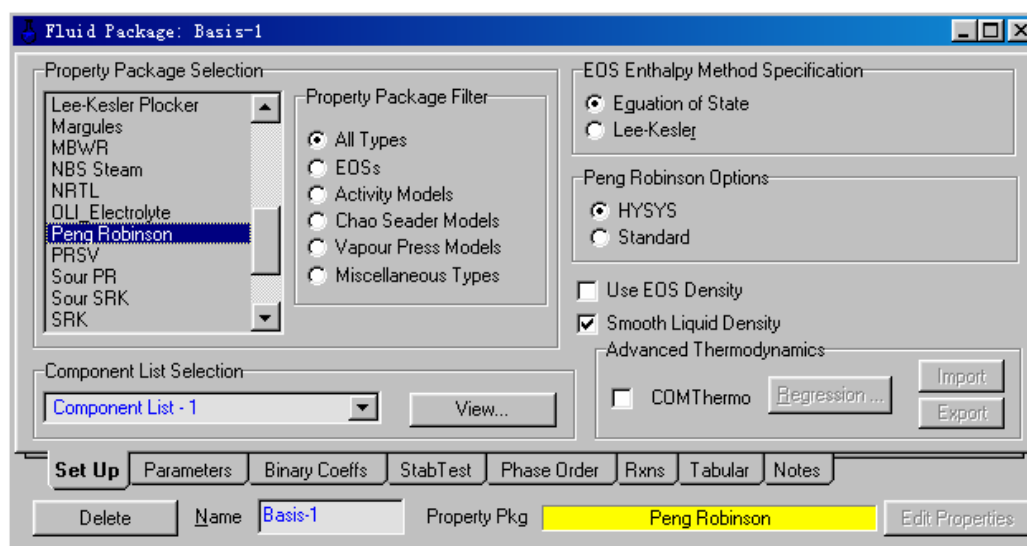 Fluid Package: Basis-1
Property Package Selection
Lee-Kesler Plocker
Margules
MBWR
NBS Steam
NRTL
OLI_Electrolyte
Peng Robinson
PRSV
Sour PR
Sour SRK
SRK
Property Package Filter
All Types
EOSs
Activity Models
Chao Seader Models
Vapour Press Models
Miscellaneous Types
EOS Enthalpy Method Specification
Equation of State
Lee-Kesler
Peng Robinson Options
HYSYS
Standard
Use EOS Density
Smooth Liquid Density
Component List Selection
Component List - 1
View...
Advanced Thermodynamics
COMThermo
Regression ...
Import
Export
Set Up Parameters Binary Coeffs StabTest Phase Order Rxns Tabular Notes
Delete Name Basis-1 Property Pkg Peng Robinson Edit Properties